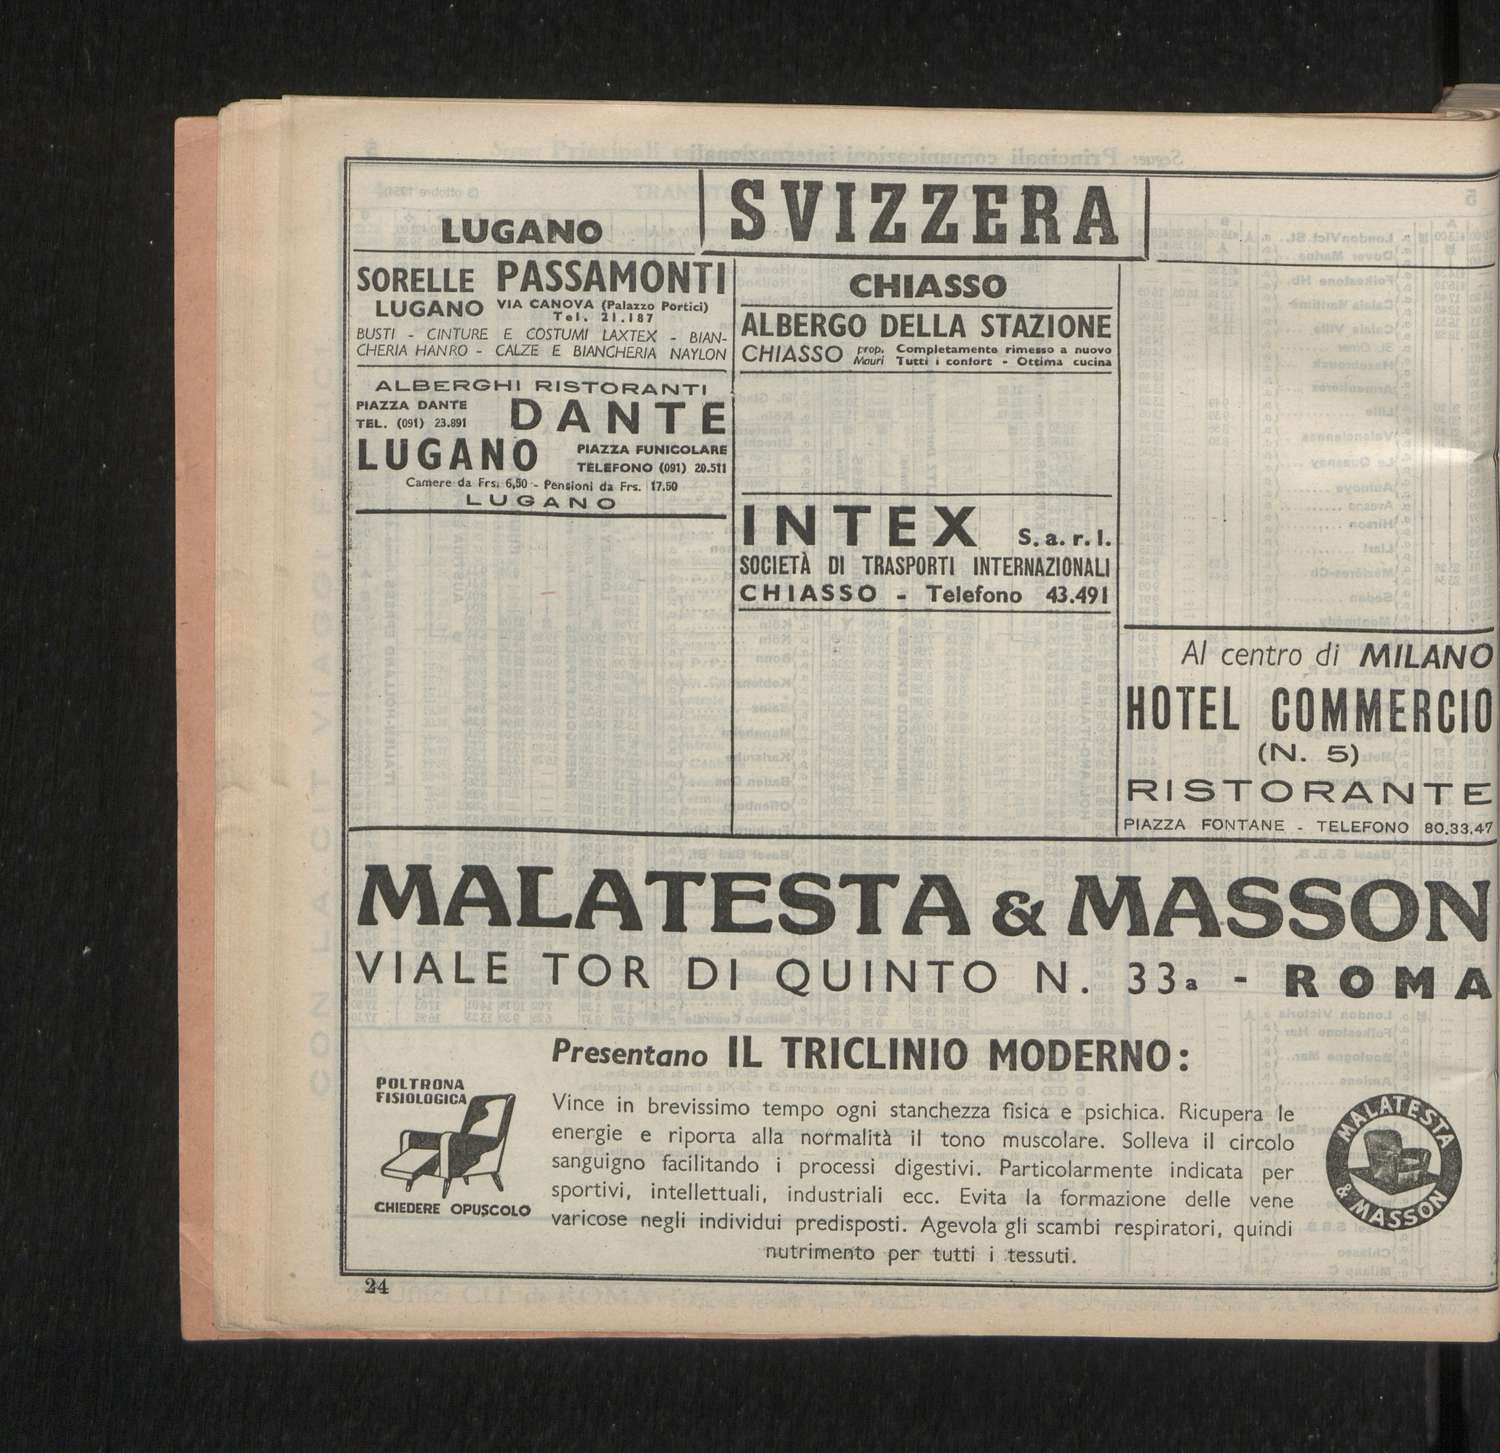 SVIZZERA
LUGANO
SORELLE PASSAMONTI
LUGANO VIA CANOVA (Palazzo Portici)
Tel. 21.187
BUSTI - CINTURE E COSTUMI LAXTEX - BIAN-
CHERIA HANRO - CALZE E BIANCHERIA NAYLON
ALBERGHI RISTORANTI
PIAZZA DANTE
TEL. (091) 23.891
DANTE
LUGANO
PIAZZA FUNICOLARE
TELEFONO (091) 20.511
Camere da Frs. 6,50 - Pensioni da Frs. 17.50
LUGANO
CHIASSO
ALBERGO DELLA STAZIONE
CHIASSO
prop. Mauri
Completamente rimesso a nuovo
Tutti i confort - Ottima cucina
INTEX S.a.r.l.
SOCIETÀ DI TRASPORTI INTERNAZIONALI
CHIASSO - Telefono 43.491
Al centro di MILANO
HOTEL COMMERCIO
(N. 5)
RISTORANTE
PIAZZA FONTANE - TELEFONO 80.33.47
MALATESTA & MASSON
VIALE TOR DI QUINTO N. 33a - ROMA
Presentano IL TRICLINIO MODERNO:
POLTRONA
FISIOLOGICA
CHIEDERE OPUSCOLO
Vince in brevissimo tempo ogni stanchezza fisica e psichica. Ricupera le
energie e riporta alla normalità il tono muscolare. Solleva il circolo
sanguigno facilitando i processi digestivi. Particolarmente indicata per
sportivi, intellettuali, industriali ecc. Evita la formazione delle vene
varicose negli individui predisposti. Agevola gli scambi respiratori, quindi
nutrimento per tutti i tessuti.
MALATESTA
& MASSON
24